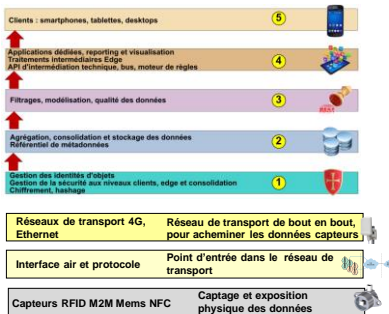 Clients : smartphones, tablettes, desktops
5
Applications dédiées, reporting et visualisation
Traitements intermédiaires Edge
API d'intermédiation technique, bus, moteur de règles
4
Filtrages, modélisation, qualité des données
3
Agrégation, consolidation et stockage des données
Référentiel de métadonnées
2
Gestion des identités d'objets
Gestion de la sécurité aux niveaux clients, edge et consolidation
Chiffrement, hashage
1
Réseaux de transport 4G,
Ethernet
Réseau de transport de bout en bout,
pour acheminer les données capteurs
Interface air et protocole
Point d'entrée dans le réseau de
transport
Capteurs RFID M2M Mems NFC
Captage et exposition
physique des données